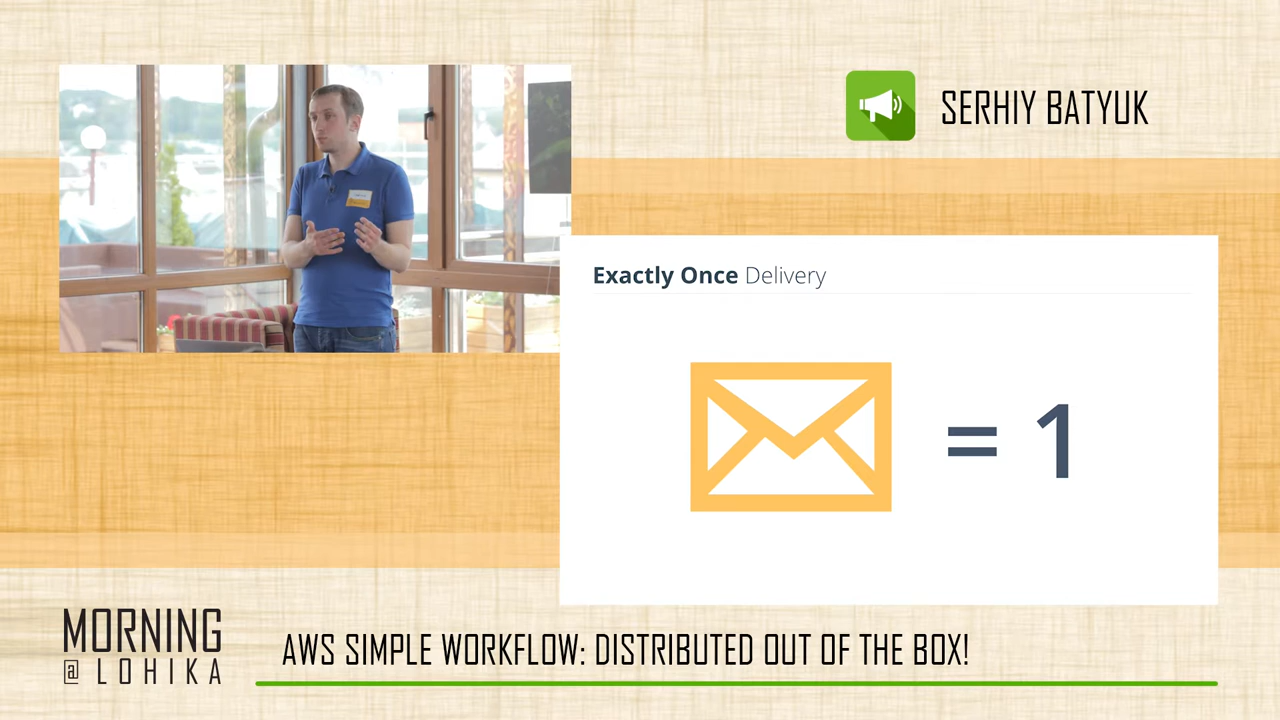 SERHIY BATYUK
Exactly Once Delivery
= 1
MORNING
@ LOHIKA
AWS SIMPLE WORKFLOW: DISTRIBUTED OUT OF THE BOX!